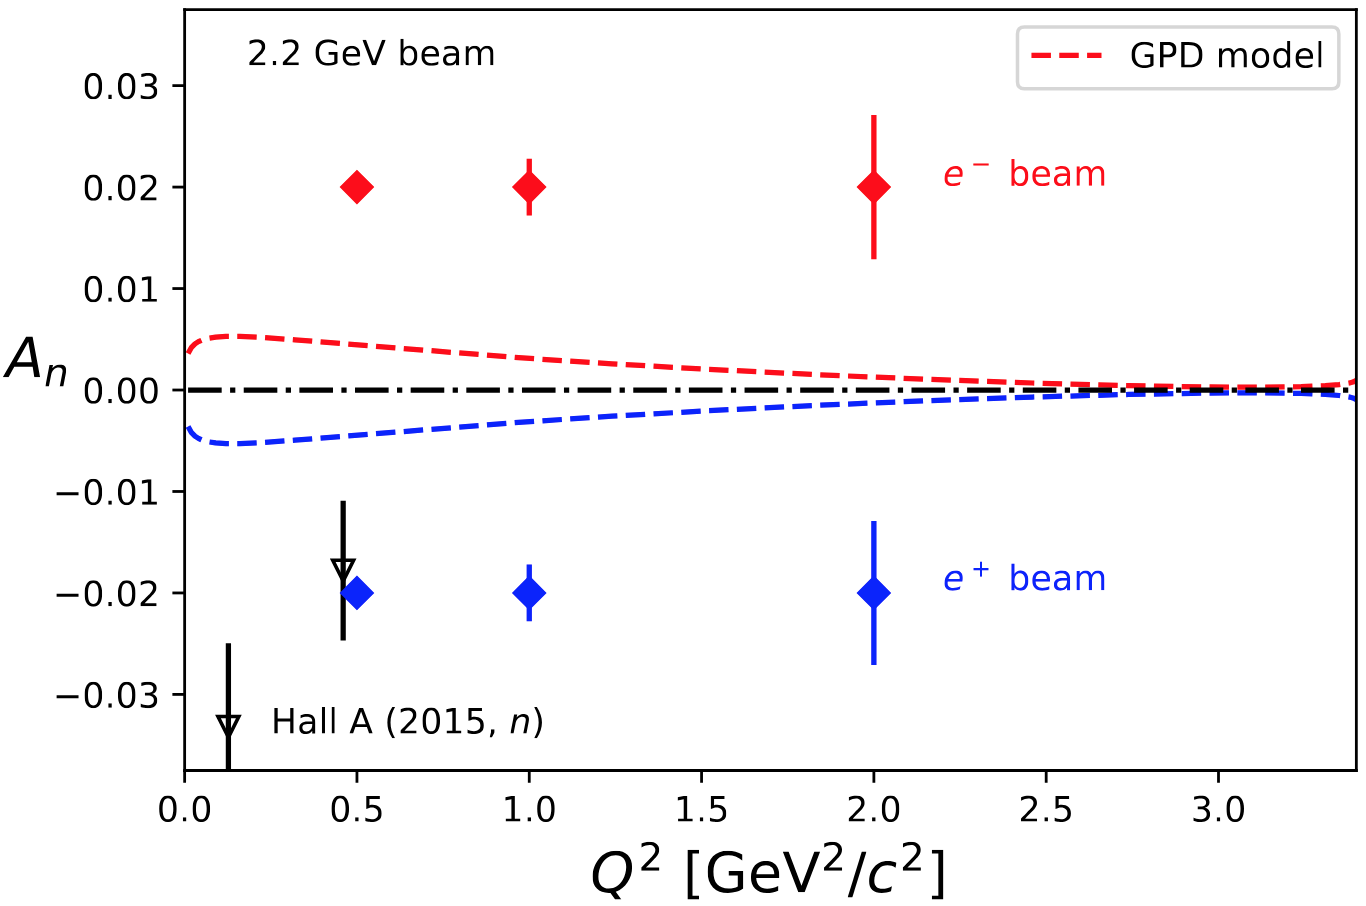 2.2 GeV beam
GPD model
0.03
0.02
0.01
0.00
−0.01
−0.02
−0.03
A_n
e⁻ beam
e⁺ beam
Hall A (2015, n)
0.0 0.5 1.0 1.5 2.0 2.5 3.0
Q² [GeV²/c²]